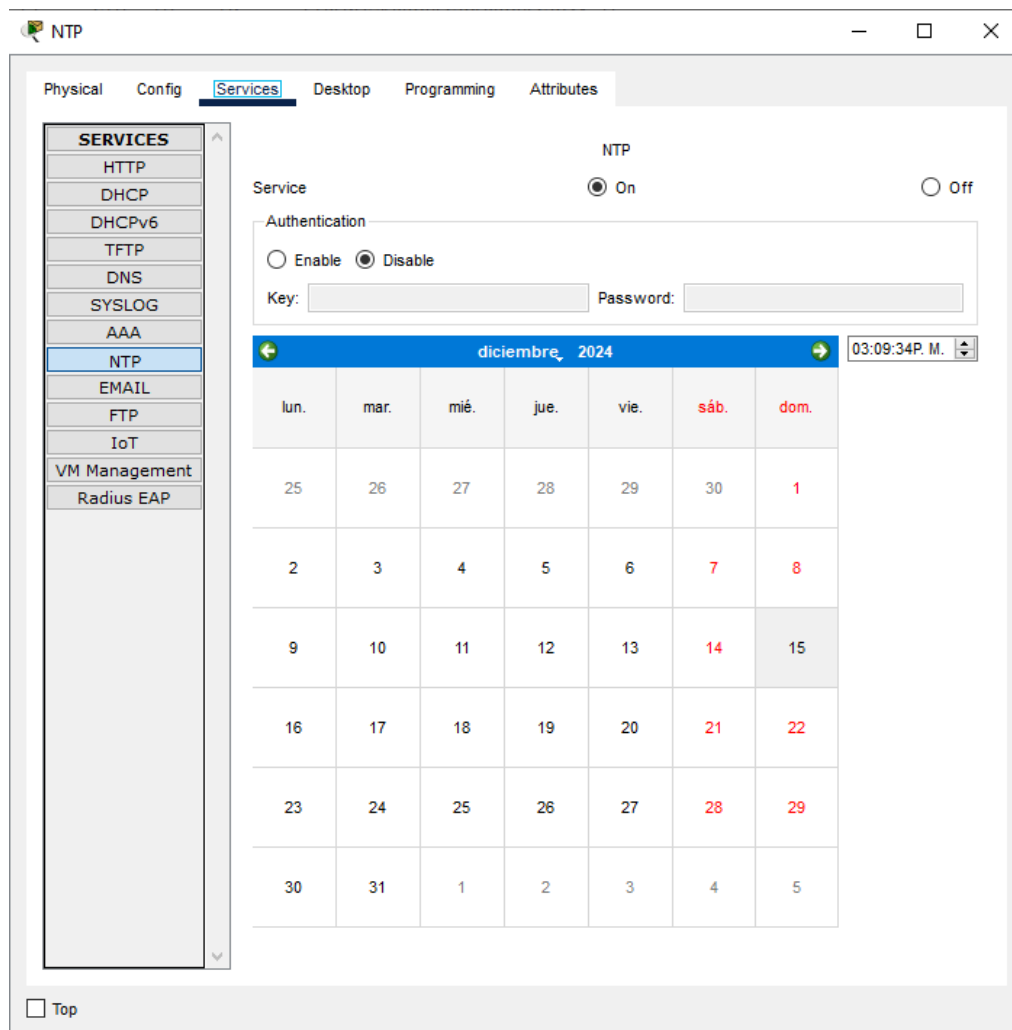 NTP
Physical Config Services Desktop Programming Attributes
SERVICES
HTTP
DHCP
DHCPv6
TFTP
DNS
SYSLOG
AAA
NTP
EMAIL
FTP
IoT
VM Management
Radius EAP
NTP
Service On Off
Authentication
Enable Disable
Key: Password:
diciembre 2024 03:09:34P. M.
lun. mar. mié. jue. vie. sáb. dom.
25 26 27 28 29 30 1
2 3 4 5 6 7 8
9 10 11 12 13 14 15
16 17 18 19 20 21 22
23 24 25 26 27 28 29
30 31 1 2 3 4 5
Top